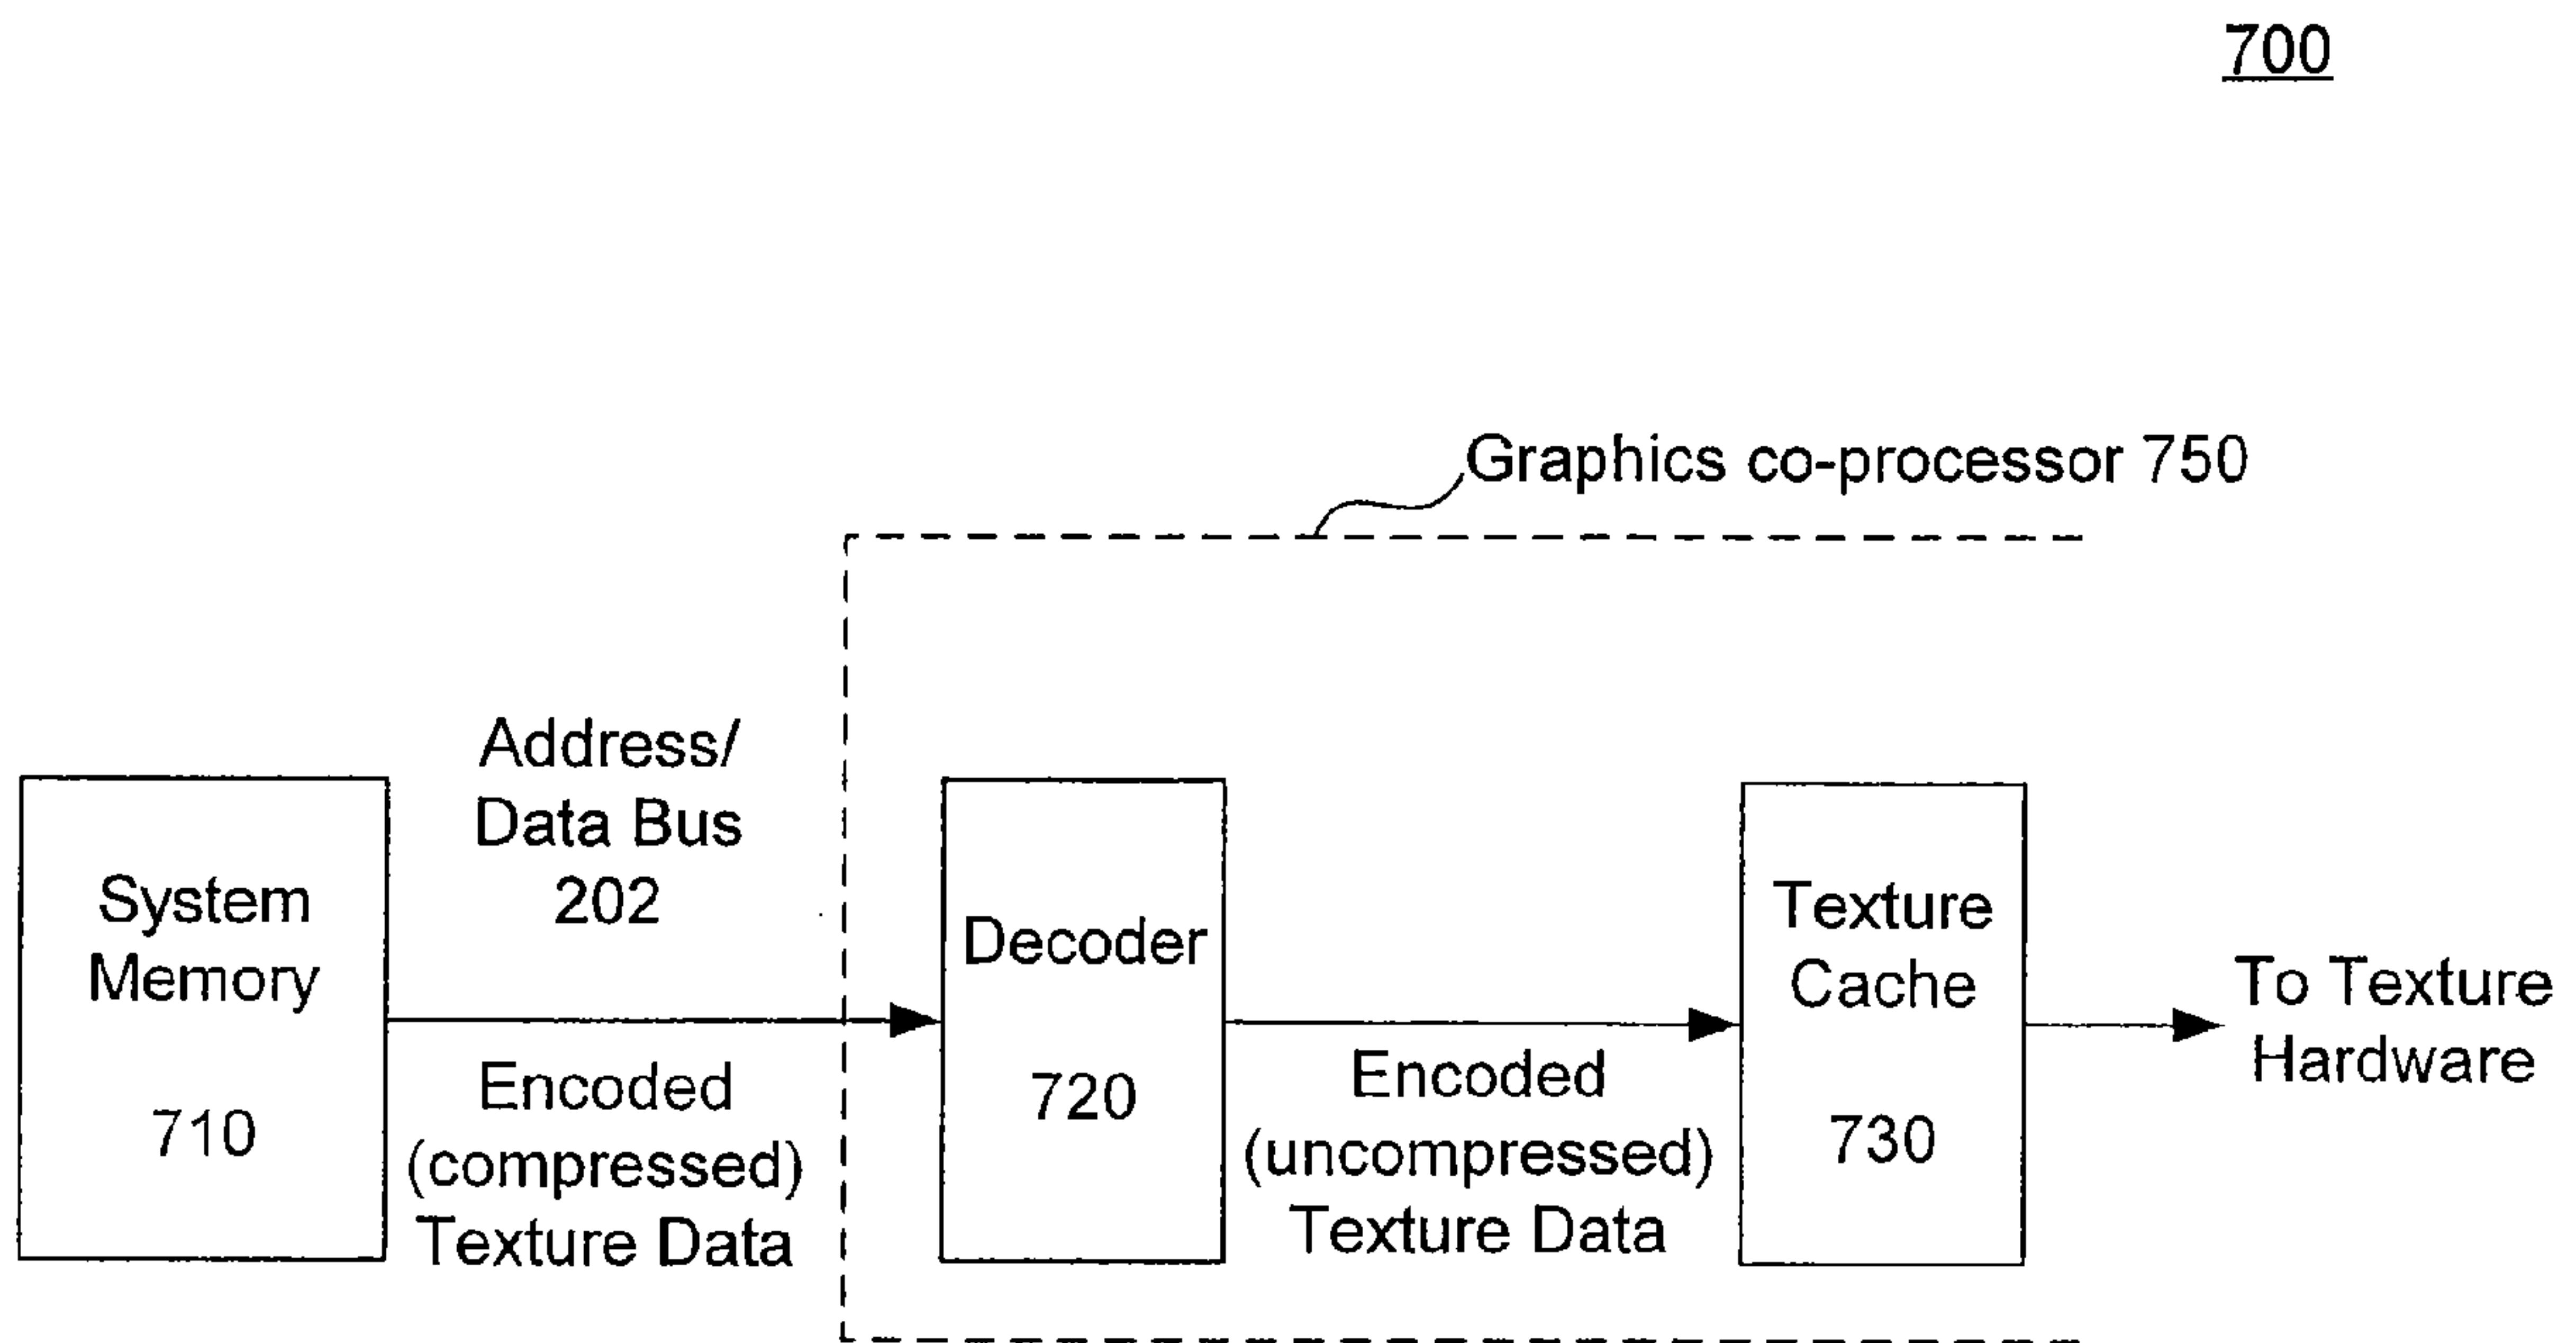 700
Graphics co-processor 750
Address/
Data Bus
202
System
Memory
710
Encoded
(compressed)
Texture Data
Decoder
720
Encoded
(uncompressed)
Texture Data
Texture
Cache
730
To Texture
Hardware